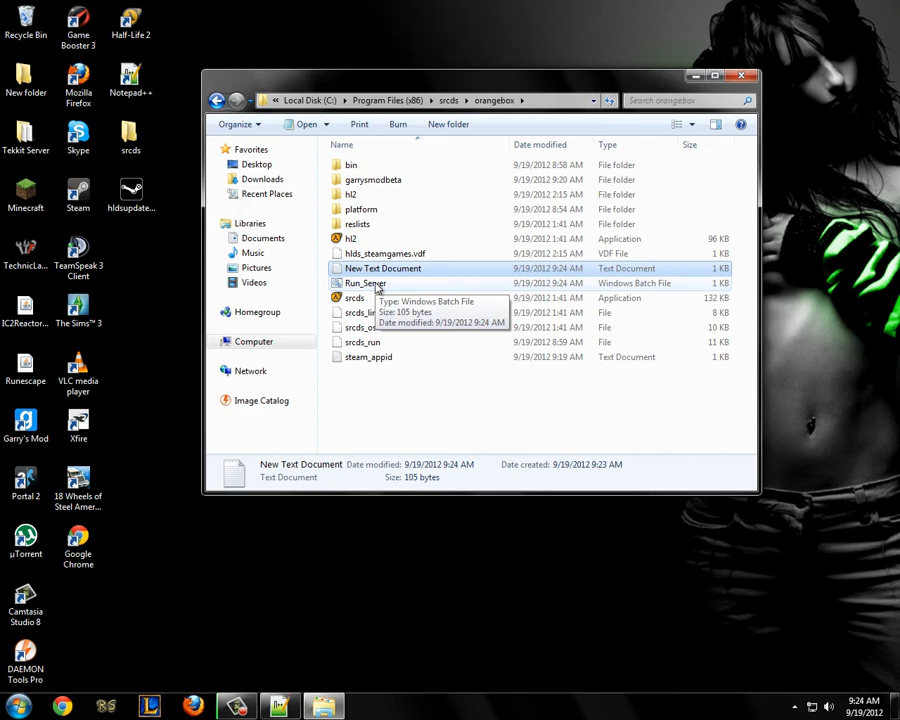 Recycle Bin
Game Booster 3
Half-Life 2
New folder
Mozilla Firefox
Notepad++
Tekkit Server
Skype
srcds
Minecraft
Steam
hldsupdate...
TechnicLa...
TeamSpeak 3 Client
IC2Reactor...
The Sims™ 3
Runescape
VLC media player
Garry's Mod
Xfire
Portal 2
18 Wheels of Steel Amer...
µTorrent
Google Chrome
Camtasia Studio 8
DAEMON Tools Pro
« Local Disk (C:) Program Files (x86) srcds orangebox
Search orangebox
Organize Open Print Burn New folder
Favorites
Desktop
Downloads
Recent Places
Libraries
Documents
Music
Pictures
Videos
Homegroup
Computer
Network
Image Catalog
Name Date modified Type Size
bin 9/19/2012 8:58 AM File folder
garrysmodbeta 9/19/2012 9:20 AM File folder
hl2 9/19/2012 2:15 AM File folder
platform 9/19/2012 8:54 AM File folder
reslists 9/19/2012 1:41 AM File folder
hl2 9/19/2012 1:41 AM Application 96 KB
hlds_steamgames.vdf 9/19/2012 2:15 AM VDF File 1 KB
New Text Document 9/19/2012 9:24 AM Text Document 1 KB
Run_Server 9/19/2012 9:24 AM Windows Batch File 1 KB
srcds 9/19/2012 1:41 AM Application 132 KB
srcds_lin 9/19/2012 1:41 AM File 8 KB
srcds_os 9/19/2012 1:41 AM File 10 KB
srcds_run 9/19/2012 8:59 AM File 11 KB
steam_appid 9/19/2012 9:19 AM Text Document 1 KB
Type: Windows Batch File
Size: 105 bytes
Date modified: 9/19/2012 9:24 AM
New Text Document Date modified: 9/19/2012 9:24 AM Date created: 9/19/2012 9:23 AM
Text Document Size: 105 bytes
RS
L
9:24 AM
9/19/2012